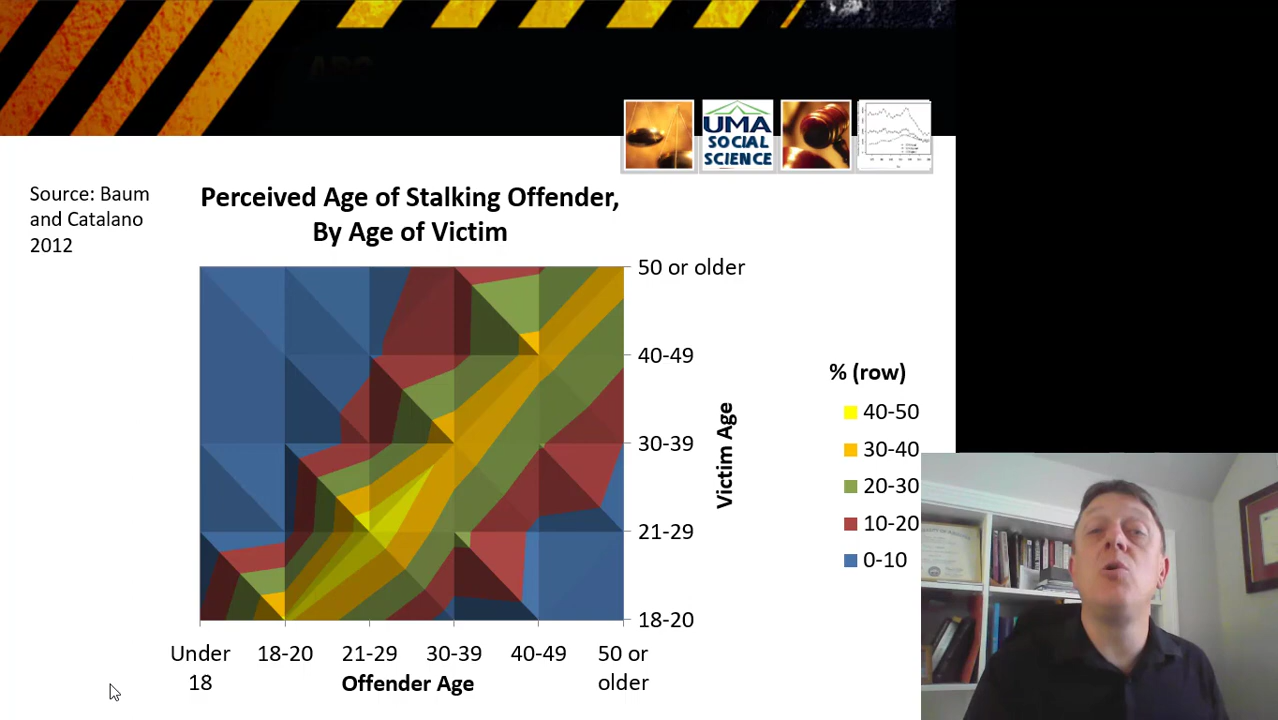 UMA
SOCIAL
SCIENCE
Source: Baum
and Catalano
2012
Perceived Age of Stalking Offender,
By Age of Victim
50 or older
40-49
30-39
21-29
18-20
Victim Age
% (row)
40-50
30-40
20-30
10-20
0-10
Under
18
18-20
21-29
30-39
40-49
50 or
older
Offender Age